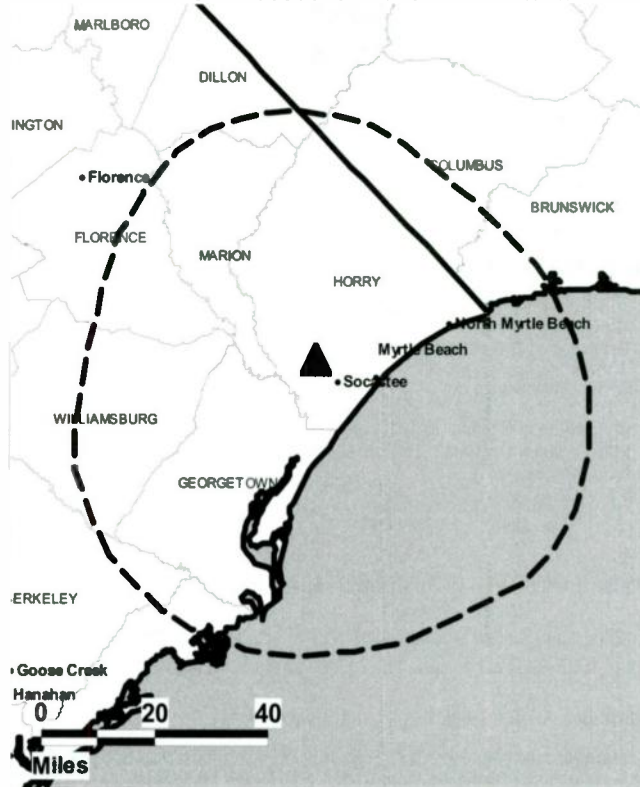 MARLBORO
DILLON
INGTON
COLUMBUS
Florence
BRUNSWICK
FLORENCE
MARION
HORRY
North Myrtle Beach
Myrtle Beach
Socastee
WILLIAMSBURG
GEORGETOWN
ERKELEY
Goose Creek
Hanahan
0 20 40
Miles